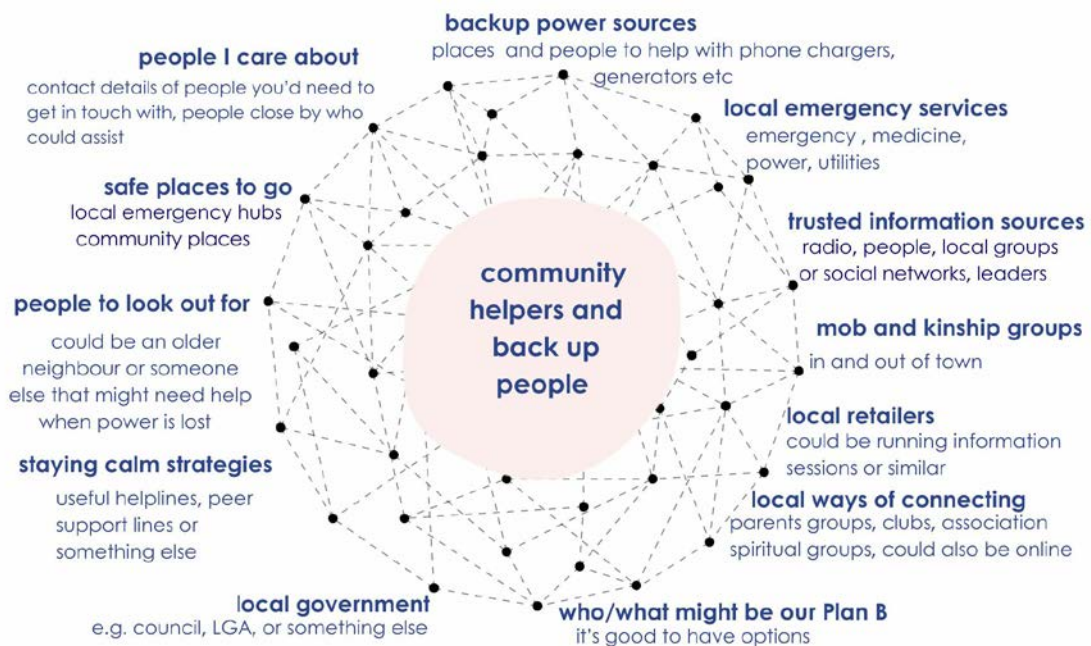 backup power sources
places and people to help with phone chargers,
generators etc
people I care about
contact details of people you'd need to
get in touch with, people close by who
could assist
local emergency services
emergency , medicine,
power, utilities
safe places to go
local emergency hubs
community places
trusted information sources
radio, people, local groups
or social networks, leaders
community
helpers and
back up
people
people to look out for
could be an older
neighbour or someone
else that might need help
when power is lost
mob and kinship groups
in and out of town
local retailers
could be running information
sessions or similar
staying calm strategies
useful helplines, peer
support lines or
something else
local ways of connecting
parents groups, clubs, association
spiritual groups, could also be online
local government
e.g. council, LGA, or something else
who/what might be our Plan B
it's good to have options